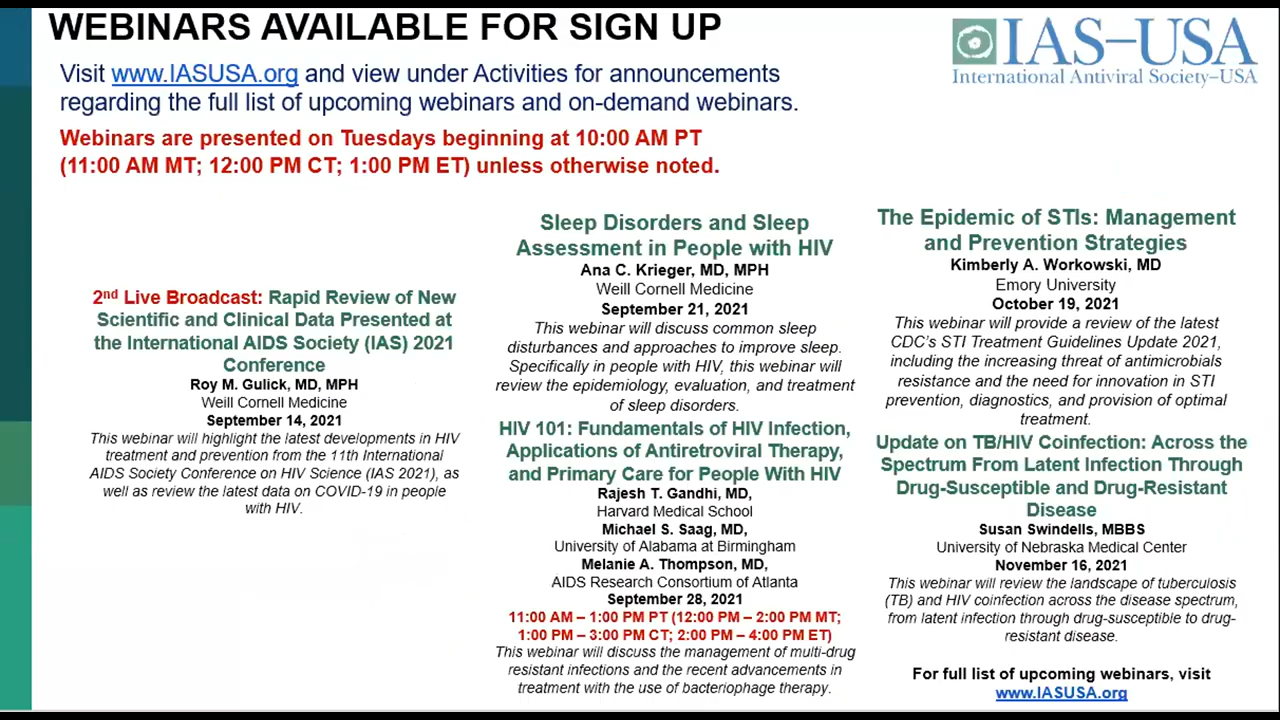 WEBINARS AVAILABLE FOR SIGN UP
IAS–USA
International Antiviral Society–USA
Visit www.IASUSA.org and view under Activities for announcements
regarding the full list of upcoming webinars and on-demand webinars.
Webinars are presented on Tuesdays beginning at 10:00 AM PT
(11:00 AM MT; 12:00 PM CT; 1:00 PM ET) unless otherwise noted.
2nd Live Broadcast: Rapid Review of New
Scientific and Clinical Data Presented at
the International AIDS Society (IAS) 2021
Conference
Roy M. Gulick, MD, MPH
Weill Cornell Medicine
September 14, 2021
This webinar will highlight the latest developments in HIV
treatment and prevention from the 11th International
AIDS Society Conference on HIV Science (IAS 2021), as
well as review the latest data on COVID-19 in people
with HIV.
Sleep Disorders and Sleep
Assessment in People with HIV
Ana C. Krieger, MD, MPH
Weill Cornell Medicine
September 21, 2021
This webinar will discuss common sleep
disturbances and approaches to improve sleep.
Specifically in people with HIV, this webinar will
review the epidemiology, evaluation, and treatment
of sleep disorders.
HIV 101: Fundamentals of HIV Infection,
Applications of Antiretroviral Therapy,
and Primary Care for People With HIV
Rajesh T. Gandhi, MD,
Harvard Medical School
Michael S. Saag, MD,
University of Alabama at Birmingham
Melanie A. Thompson, MD,
AIDS Research Consortium of Atlanta
September 28, 2021
11:00 AM – 1:00 PM PT (12:00 PM – 2:00 PM MT;
1:00 PM – 3:00 PM CT; 2:00 PM – 4:00 PM ET)
This webinar will discuss the management of multi-drug
resistant infections and the recent advancements in
treatment with the use of bacteriophage therapy.
The Epidemic of STIs: Management
and Prevention Strategies
Kimberly A. Workowski, MD
Emory University
October 19, 2021
This webinar will provide a review of the latest
CDC's STI Treatment Guidelines Update 2021,
including the increasing threat of antimicrobials
resistance and the need for innovation in STI
prevention, diagnostics, and provision of optimal
treatment.
Update on TB/HIV Coinfection: Across the
Spectrum From Latent Infection Through
Drug-Susceptible and Drug-Resistant
Disease
Susan Swindells, MBBS
University of Nebraska Medical Center
November 16, 2021
This webinar will review the landscape of tuberculosis
(TB) and HIV coinfection across the disease spectrum,
from latent infection through drug-susceptible to drug-
resistant disease.
For full list of upcoming webinars, visit
www.IASUSA.org